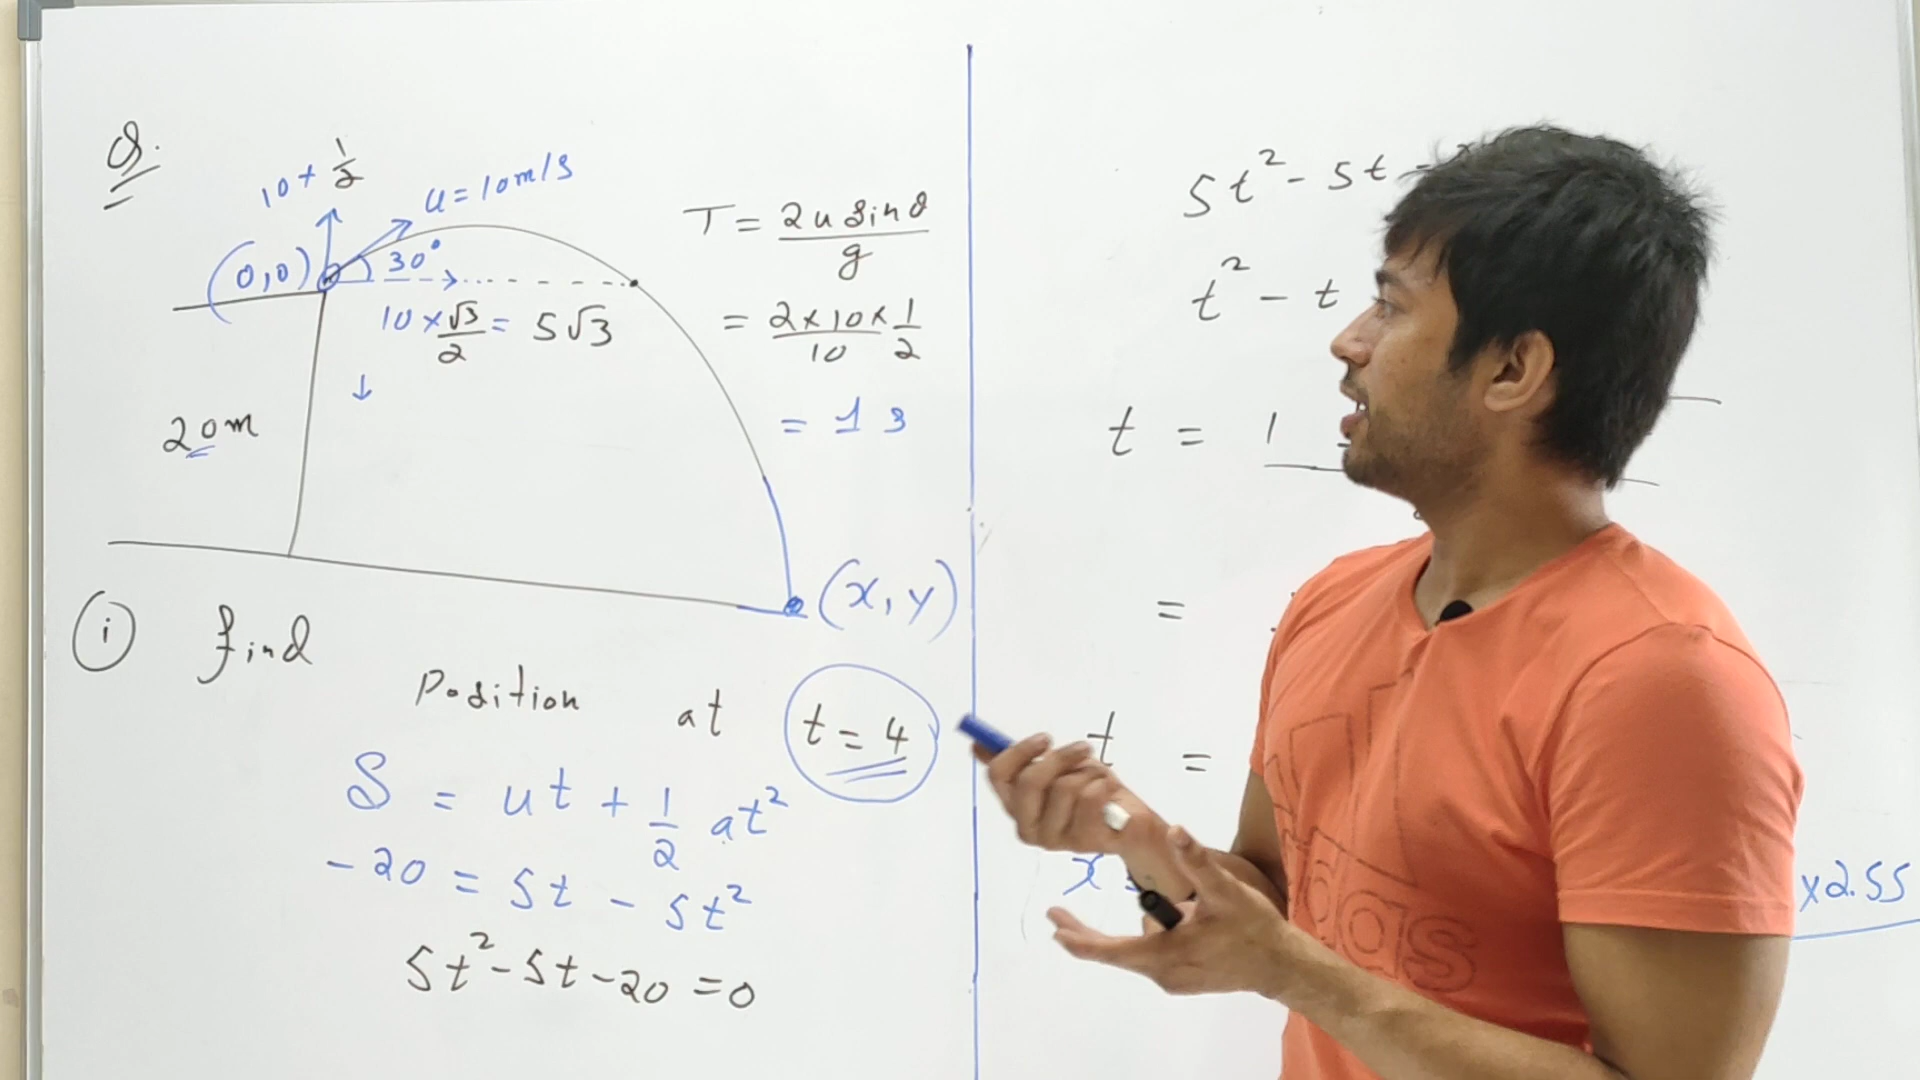 Q.
10 + 1/2
u = 10 m/s
(0,0)
30°
10 × √3/2 = 5√3
20m
T = 2u sinθ / g
= 2×10×1 / 10 2
= 1 s
(x, y)
(i) find position at t = 4
S = ut + 1/2 at²
-20 = 5t - 5t²
5t² - 5t - 20 = 0
5t² - 5t -
t² - t
t = 1
=
t =
x =
×2.55